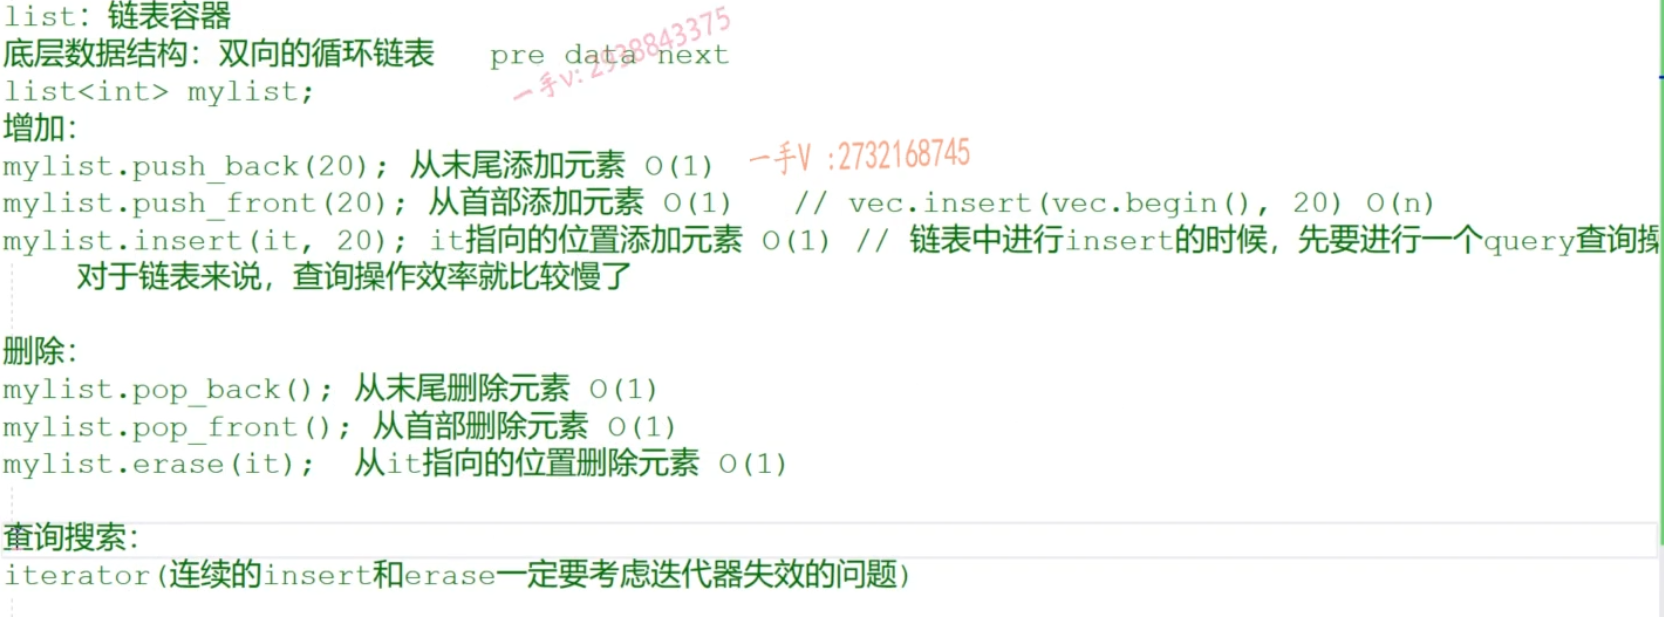 list：链表容器
底层数据结构：双向的循环链表   pre data next
一手v：2938843375
list<int> mylist;
增加：
mylist.push_back(20); 从末尾添加元素 O(1)
一手V :2732168745
mylist.push_front(20); 从首部添加元素 O(1)   // vec.insert(vec.begin(), 20) O(n)
mylist.insert(it, 20); it指向的位置添加元素 O(1) // 链表中进行insert的时候，先要进行一个query查询操
对于链表来说，查询操作效率就比较慢了
删除：
mylist.pop_back(); 从末尾删除元素 O(1)
mylist.pop_front(); 从首部删除元素 O(1)
mylist.erase(it);  从it指向的位置删除元素 O(1)
查询搜索：
iterator(连续的insert和erase一定要考虑迭代器失效的问题)